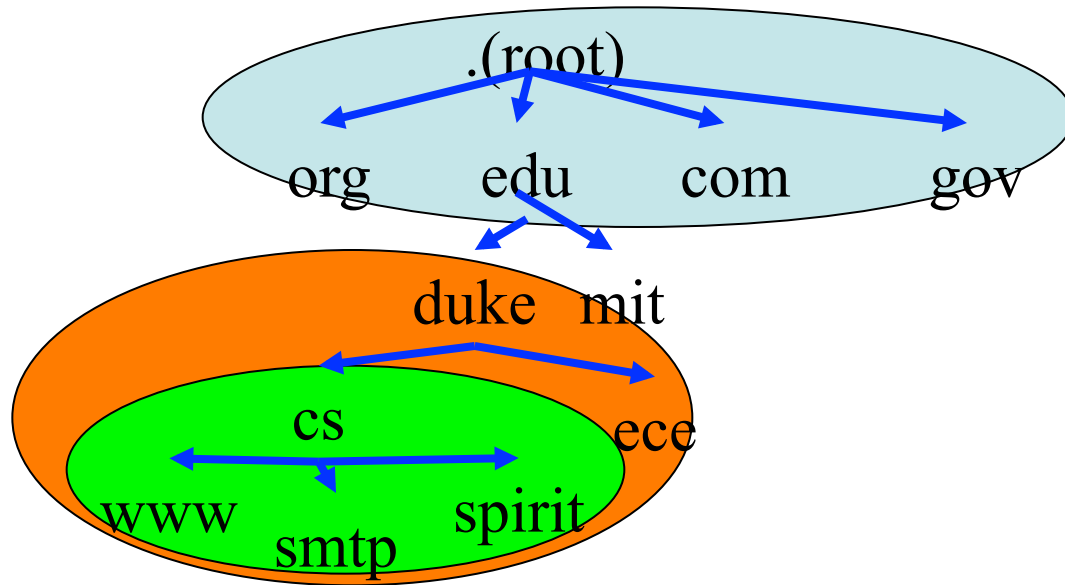 .(root)
org edu com gov
duke mit
cs
ece
www
spirit
smtp